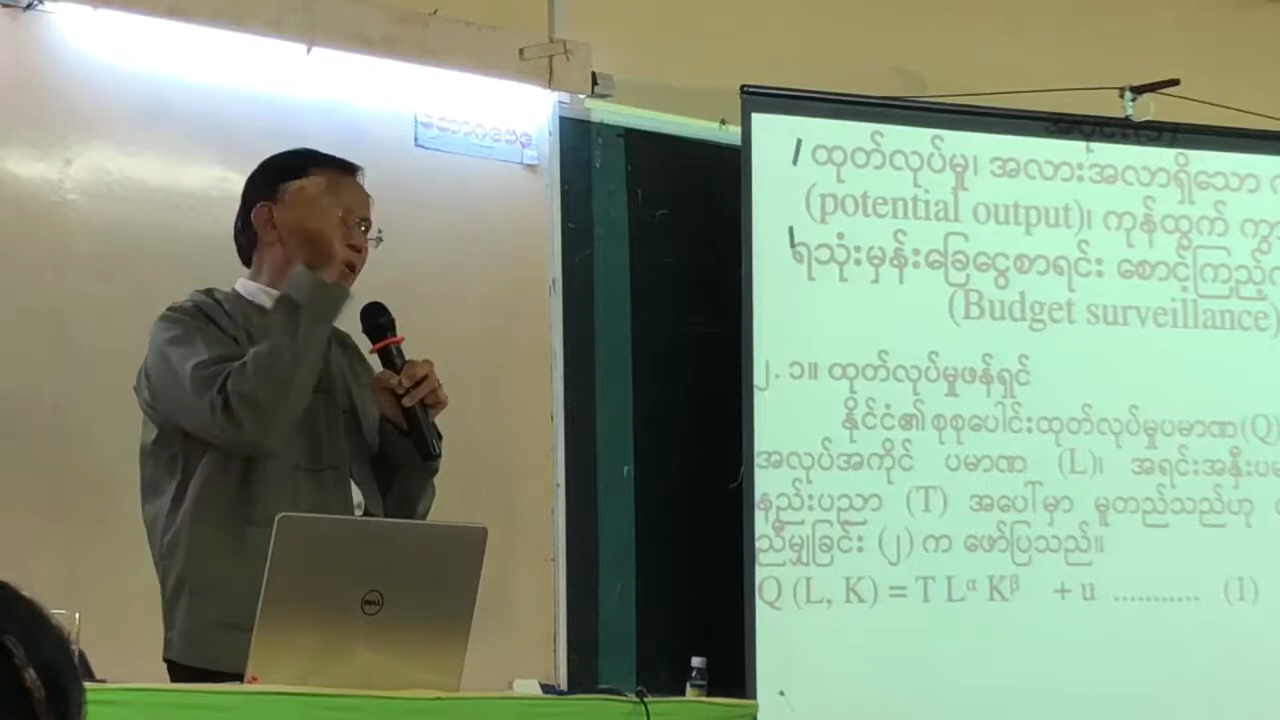 ထုတ်လုပ်မှု၊ အလားအလာရှိသော
(potential output)၊ ကုန်ထွက် ကွာ
ရသုံးမှန်းခြေငွေစာရင်း စောင့်ကြည့်
(Budget surveillance)
၂. ၁။ ထုတ်လုပ်မှုဖန်ရှင်
နိုင်ငံ၏ စုစုပေါင်းထုတ်လုပ်မှုပမာဏ (Q)
အလုပ်အကိုင် ပမာဏ (L)၊ အရင်းအနှီးပမ
နည်းပညာ (T) အပေါ်မှာ မူတည်သည်ဟု
ညီမျှခြင်း (၂) က ဖော်ပြသည်။
Q (L, K) = T Lᵅ Kᵝ + u ........... (1)
DELL